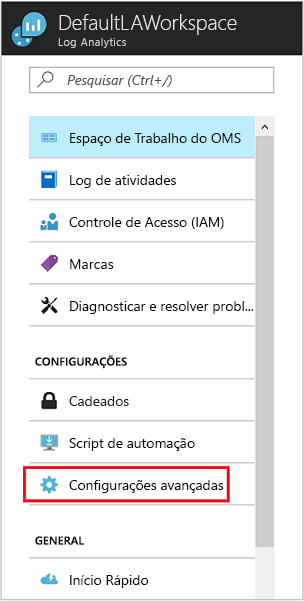 DefaultLAWorkspace
Log Analytics
Pesquisar (Ctrl+/)
Espaço de Trabalho do OMS
Log de atividades
Controle de Acesso (IAM)
Marcas
Diagnosticar e resolver probl...
CONFIGURAÇÕES
Cadeados
Script de automação
Configurações avançadas
GENERAL
Início Rápido